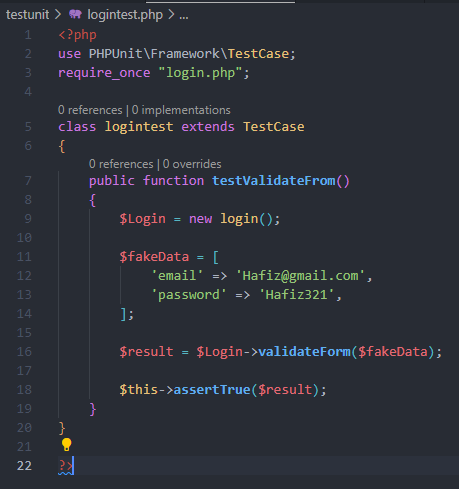 testunit > logintest.php > ...
1 <?php
2 use PHPUnit\Framework\TestCase;
3 require_once "login.php";
4
0 references | 0 implementations
5 class logintest extends TestCase
6 {
0 references | 0 overrides
7 public function testValidateFrom()
8 {
9 $Login = new login();
10
11 $fakeData = [
12 'email' => 'Hafiz@gmail.com',
13 'password' => 'Hafiz321',
14 ];
15
16 $result = $Login->validateForm($fakeData);
17
18 $this->assertTrue($result);
19 }
20 }
21
22 ?>